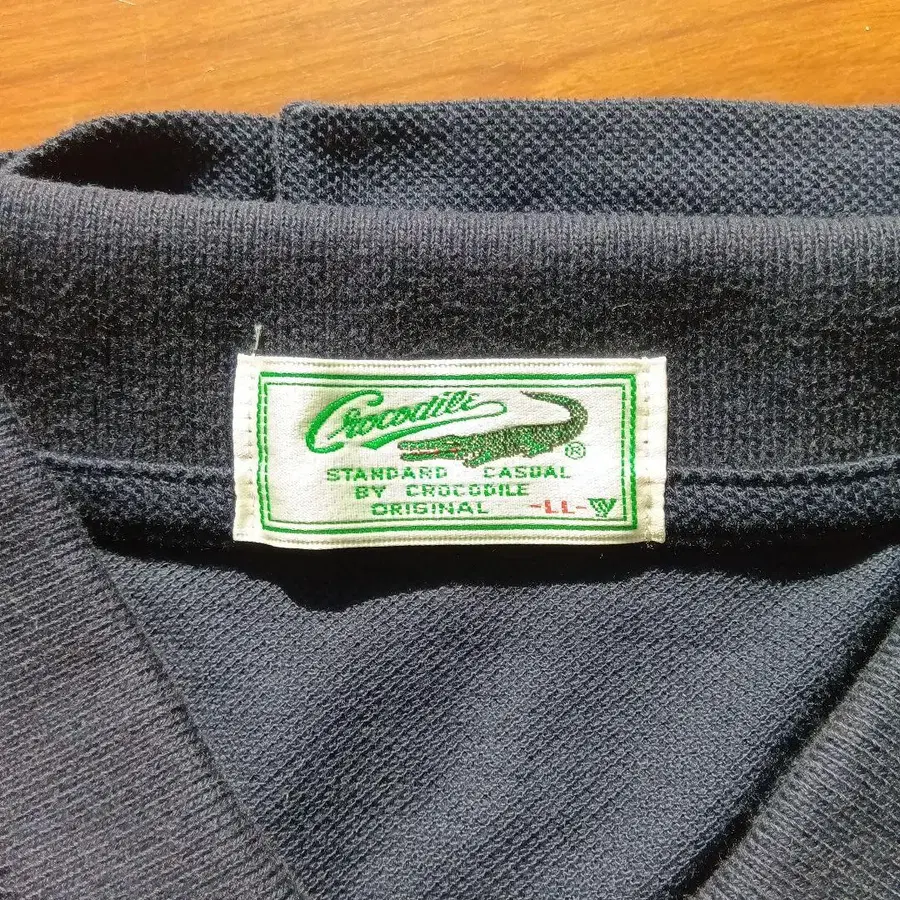 Crocodile
®
STANDARD CASUAL
BY CROCODILE
ORIGINAL -LL-